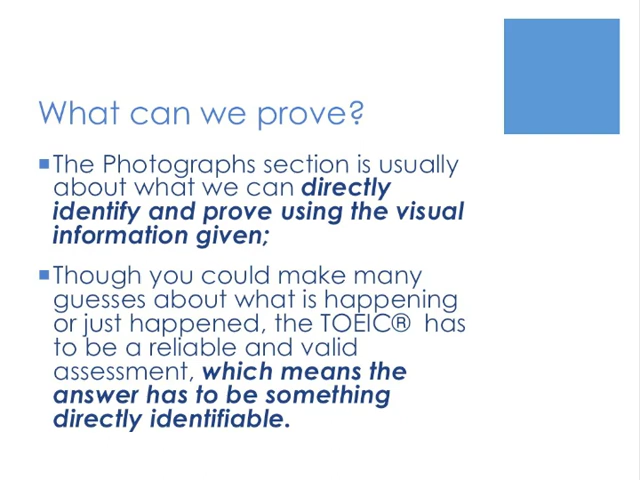 What can we prove?
The Photographs section is usually
about what we can directly
identify and prove using the visual
information given;
Though you could make many
guesses about what is happening
or just happened, the TOEIC® has
to be a reliable and valid
assessment, which means the
answer has to be something
directly identifiable.